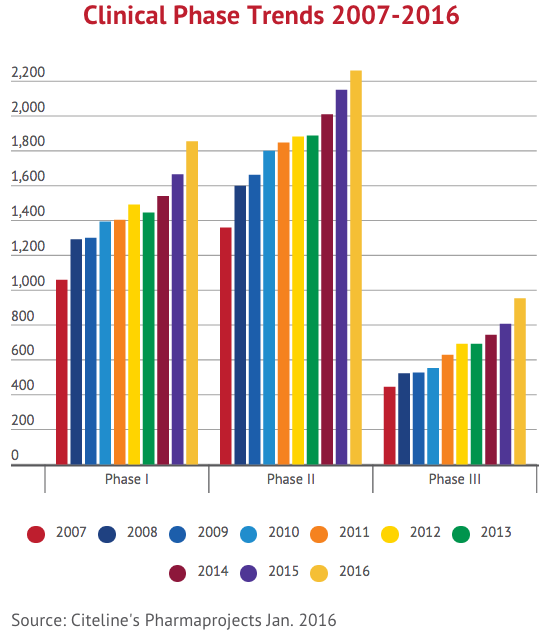 Clinical Phase Trends 2007-2016
2,200
2,000
1,800
1,600
1,400
1,200
1,000
800
600
400
200
0
Phase I Phase II Phase III
2007 2008 2009 2010 2011 2012 2013
2014 2015 2016
Source: Citeline's Pharmaprojects Jan. 2016